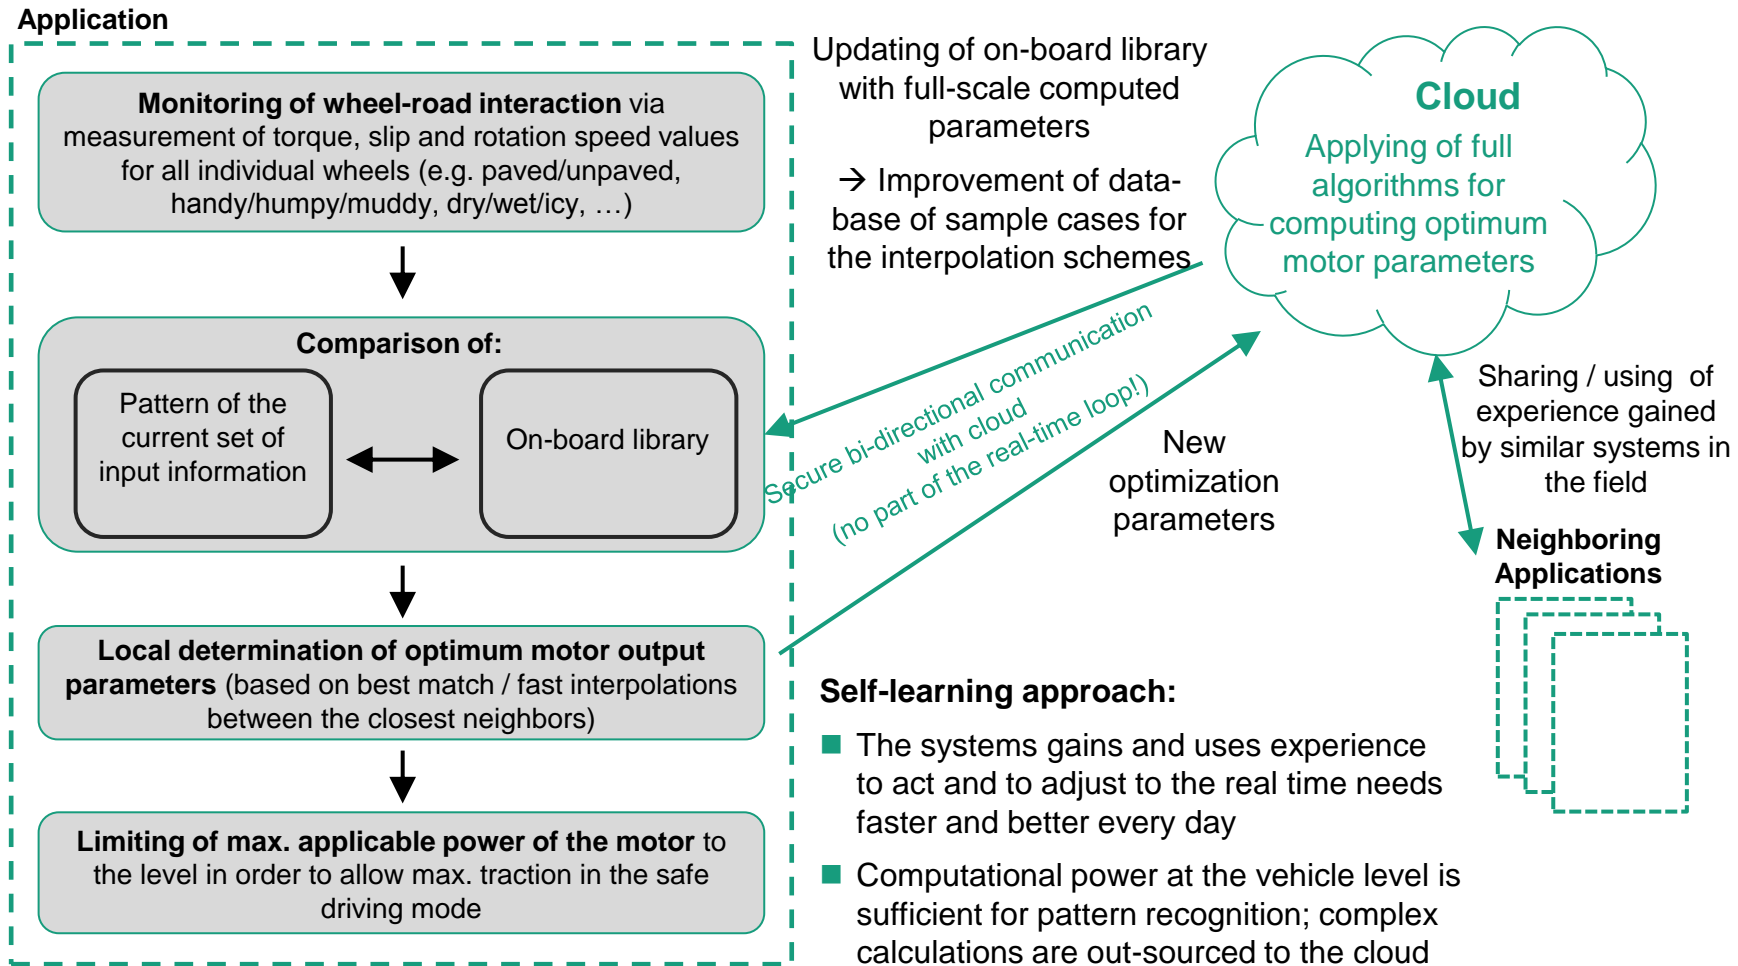 Application
Monitoring of wheel-road interaction via
measurement of torque, slip and rotation speed values
for all individual wheels (e.g. paved/unpaved,
handy/humpy/muddy, dry/wet/icy, …)
Comparison of:
Pattern of the
current set of
input information
On-board library
Local determination of optimum motor output
parameters (based on best match / fast interpolations
between the closest neighbors)
Limiting of max. applicable power of the motor to
the level in order to allow max. traction in the safe
driving mode
Updating of on-board library
with full-scale computed
parameters
→ Improvement of data-
base of sample cases for
the interpolation schemes
Cloud
Applying of full
algorithms for
computing optimum
motor parameters
Secure bi-directional communication
with cloud
(no part of the real-time loop!)
New
optimization
parameters
Sharing / using of
experience gained
by similar systems in
the field
Neighboring
Applications
Self-learning approach:
The systems gains and uses experience
to act and to adjust to the real time needs
faster and better every day
Computational power at the vehicle level is
sufficient for pattern recognition; complex
calculations are out-sourced to the cloud